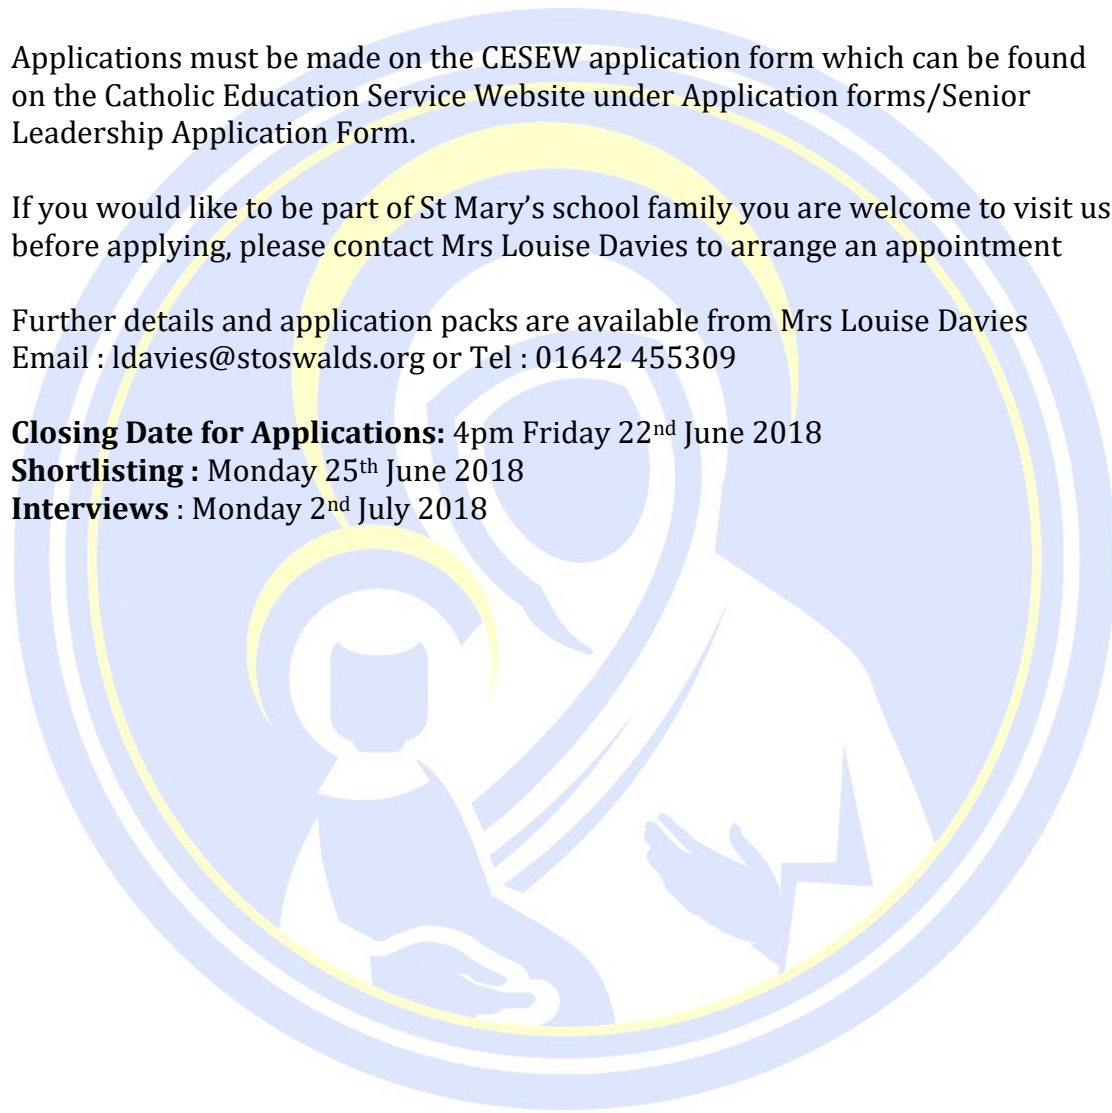 Applications must be made on the CESEW application form which can be found
on the Catholic Education Service Website under Application forms/Senior
Leadership Application Form.
If you would like to be part of St Mary’s school family you are welcome to visit us
before applying, please contact Mrs Louise Davies to arrange an appointment
Further details and application packs are available from Mrs Louise Davies
Email : ldavies@stoswalds.org or Tel : 01642 455309
Closing Date for Applications: 4pm Friday 22nd June 2018
Shortlisting : Monday 25th June 2018
Interviews : Monday 2nd July 2018